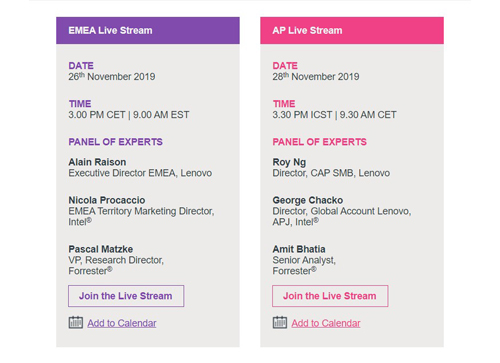 EMEA Live Stream
DATE
26th November 2019
TIME
3.00 PM CET | 9.00 AM EST
PANEL OF EXPERTS
Alain Raison
Executive Director EMEA, Lenovo
Nicola Procaccio
EMEA Territory Marketing Director,
Intel®
Pascal Matzke
VP, Research Director,
Forrester®
Join the Live Stream
Add to Calendar
AP Live Stream
DATE
28th November 2019
TIME
3.30 PM ICST | 9.30 AM CET
PANEL OF EXPERTS
Roy Ng
Director, CAP SMB, Lenovo
George Chacko
Director, Global Account Lenovo,
APJ, Intel®
Amit Bhatia
Senior Analyst,
Forrester®
Join the Live Stream
Add to Calendar